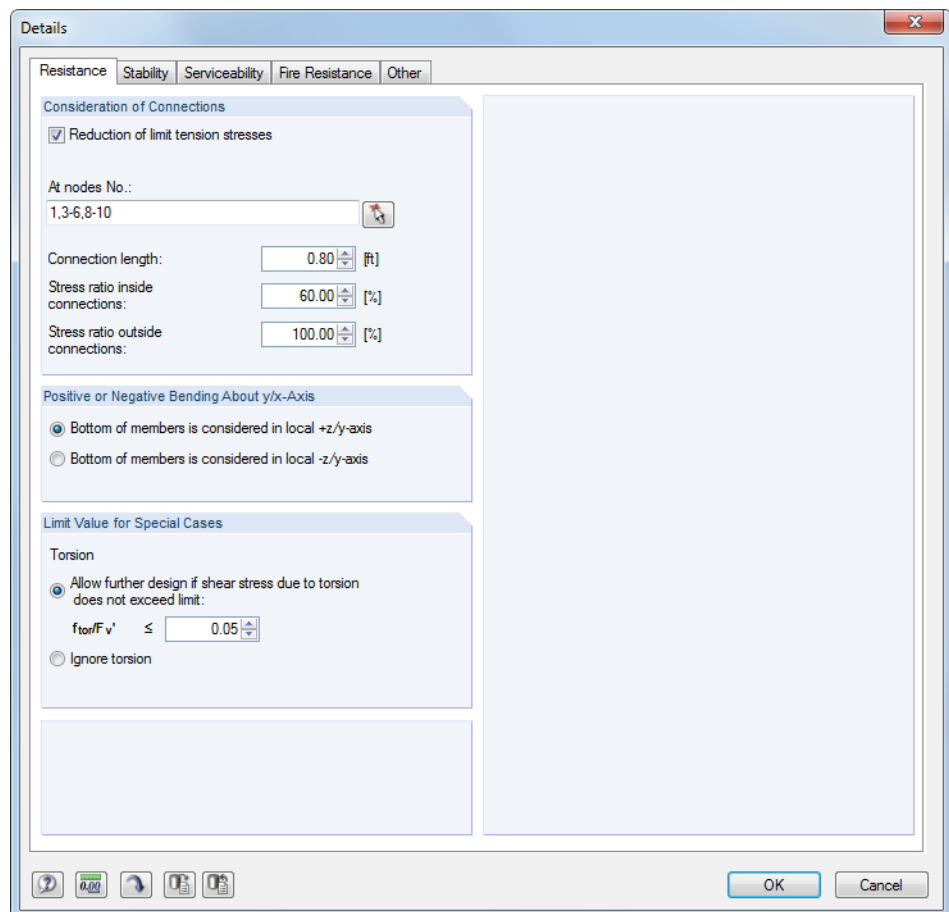 Details
Resistance Stability Serviceability Fire Resistance Other
Consideration of Connections
Reduction of limit tension stresses
At nodes No.:
1,3-6,8-10
Connection length: 0.80 [ft]
Stress ratio inside
connections: 60.00 [%]
Stress ratio outside
connections: 100.00 [%]
Positive or Negative Bending About y/x-Axis
Bottom of members is considered in local +z/y-axis
Bottom of members is considered in local -z/y-axis
Limit Value for Special Cases
Torsion
Allow further design if shear stress due to torsion
does not exceed limit:
ftor/Fv' ≤ 0.05
Ignore torsion
0.00
OK Cancel